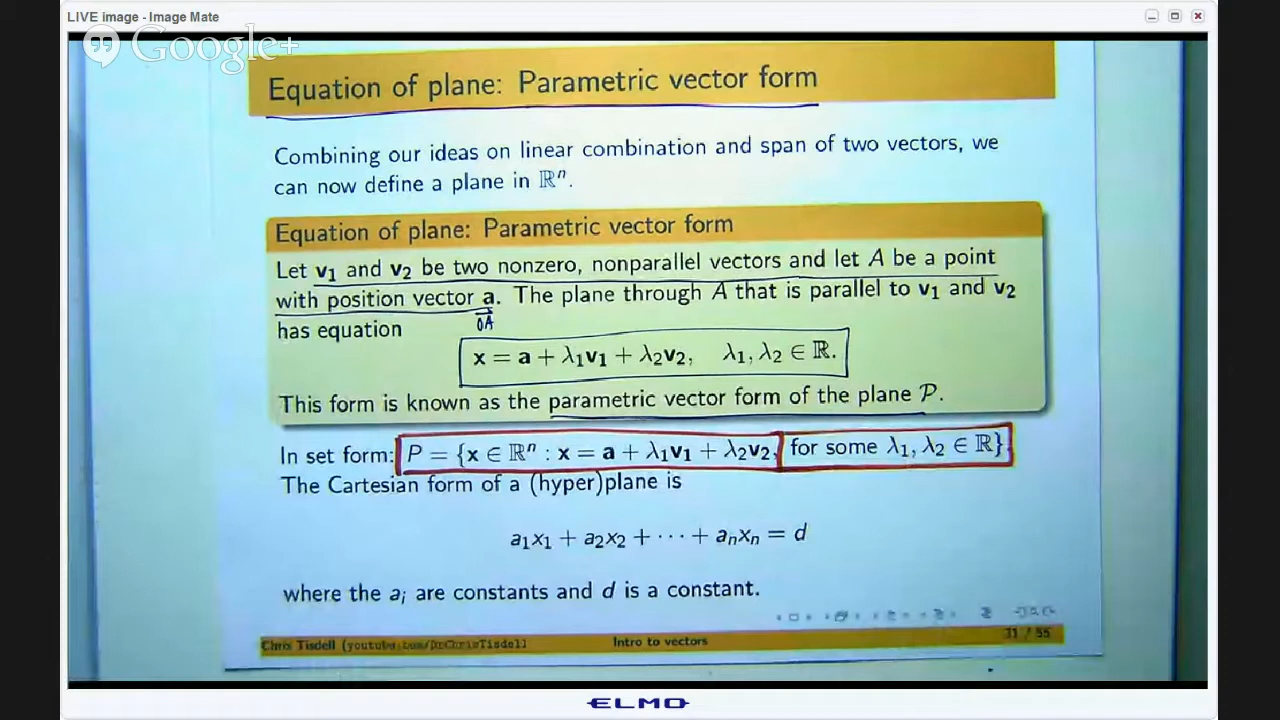 LIVE image - Image Mate
Google+
Equation of plane: Parametric vector form
Combining our ideas on linear combination and span of two vectors, we
can now define a plane in ℝⁿ.
Equation of plane: Parametric vector form
Let v₁ and v₂ be two nonzero, nonparallel vectors and let A be a point
with position vector a. The plane through A that is parallel to v₁ and v₂
has equation
OA
x = a + λ₁v₁ + λ₂v₂, λ₁, λ₂ ∈ ℝ.
This form is known as the parametric vector form of the plane 𝒫.
In set form: P = {x ∈ ℝⁿ : x = a + λ₁v₁ + λ₂v₂, for some λ₁, λ₂ ∈ ℝ}.
The Cartesian form of a (hyper)plane is
a₁x₁ + a₂x₂ + ⋯ + aₙxₙ = d
where the aᵢ are constants and d is a constant.
Chris Tisdell (youtube.com/DrChrisTisdell) Intro to vectors 31 / 55
ELMO